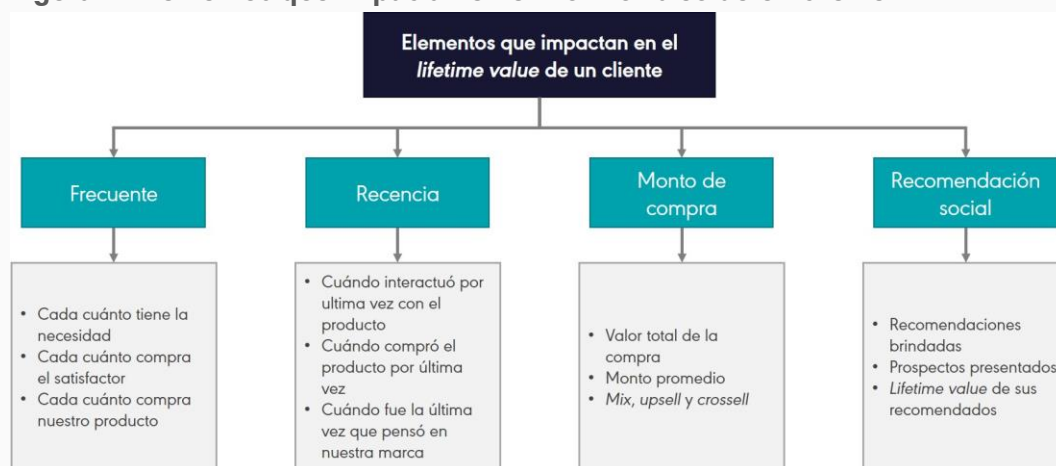 Elementos que impactan en el
lifetime value de un cliente
Frecuente
Recencia
Monto de
compra
Recomendación
social
• Cada cuánto tiene la
necesidad
• Cada cuánto compra
el satisfactor
• Cada cuánto compra
nuestro producto
• Cuándo interactuó por
ultima vez con el
producto
• Cuándo compró el
producto por última
vez
• Cuándo fue la última
vez que pensó en
nuestra marca
• Valor total de la
compra
• Monto promedio
• Mix, upsell y crossell
• Recomendaciones
brindadas
• Prospectos presentados
• Lifetime value de sus
recomendados